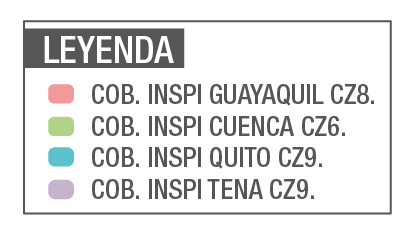 LEYENDA
COB. INSPI GUAYAQUIL CZ8.
COB. INSPI CUENCA CZ6.
COB. INSPI QUITO CZ9.
COB. INSPI TENA CZ9.